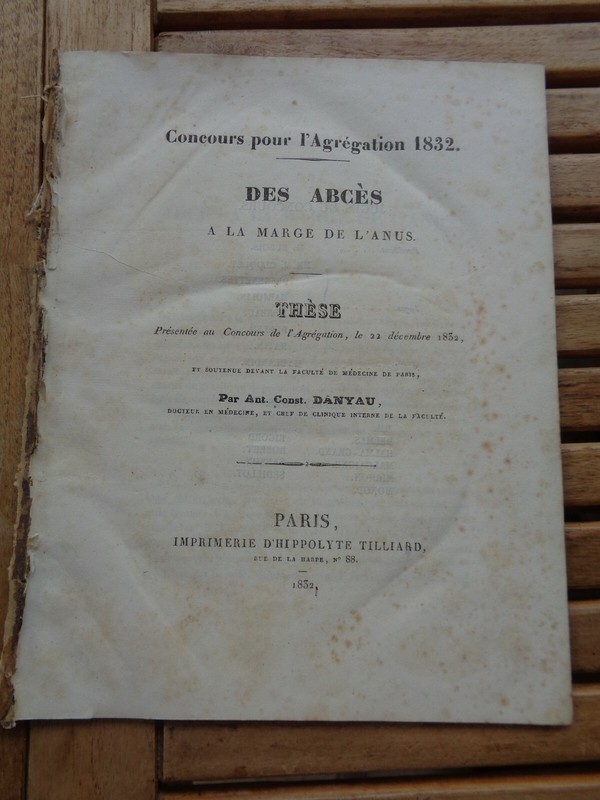 Concours pour l'Agrégation 1832.
DES ABCÈS
A LA MARGE DE L'ANUS.
THÈSE
Présentée au Concours de l'Agrégation, le 22 décembre 1832,
ET SOUTENUE DEVANT LA FACULTÉ DE MÉDECINE DE PARIS,
Par Ant. Const. DANYAU,
DOCTEUR EN MÉDECINE, ET CHEF DE CLINIQUE INTERNE DE LA FACULTÉ.
PARIS,
IMPRIMERIE D'HIPPOLYTE TILLIARD,
RUE DE LA HARPE, N° 88.
1832,